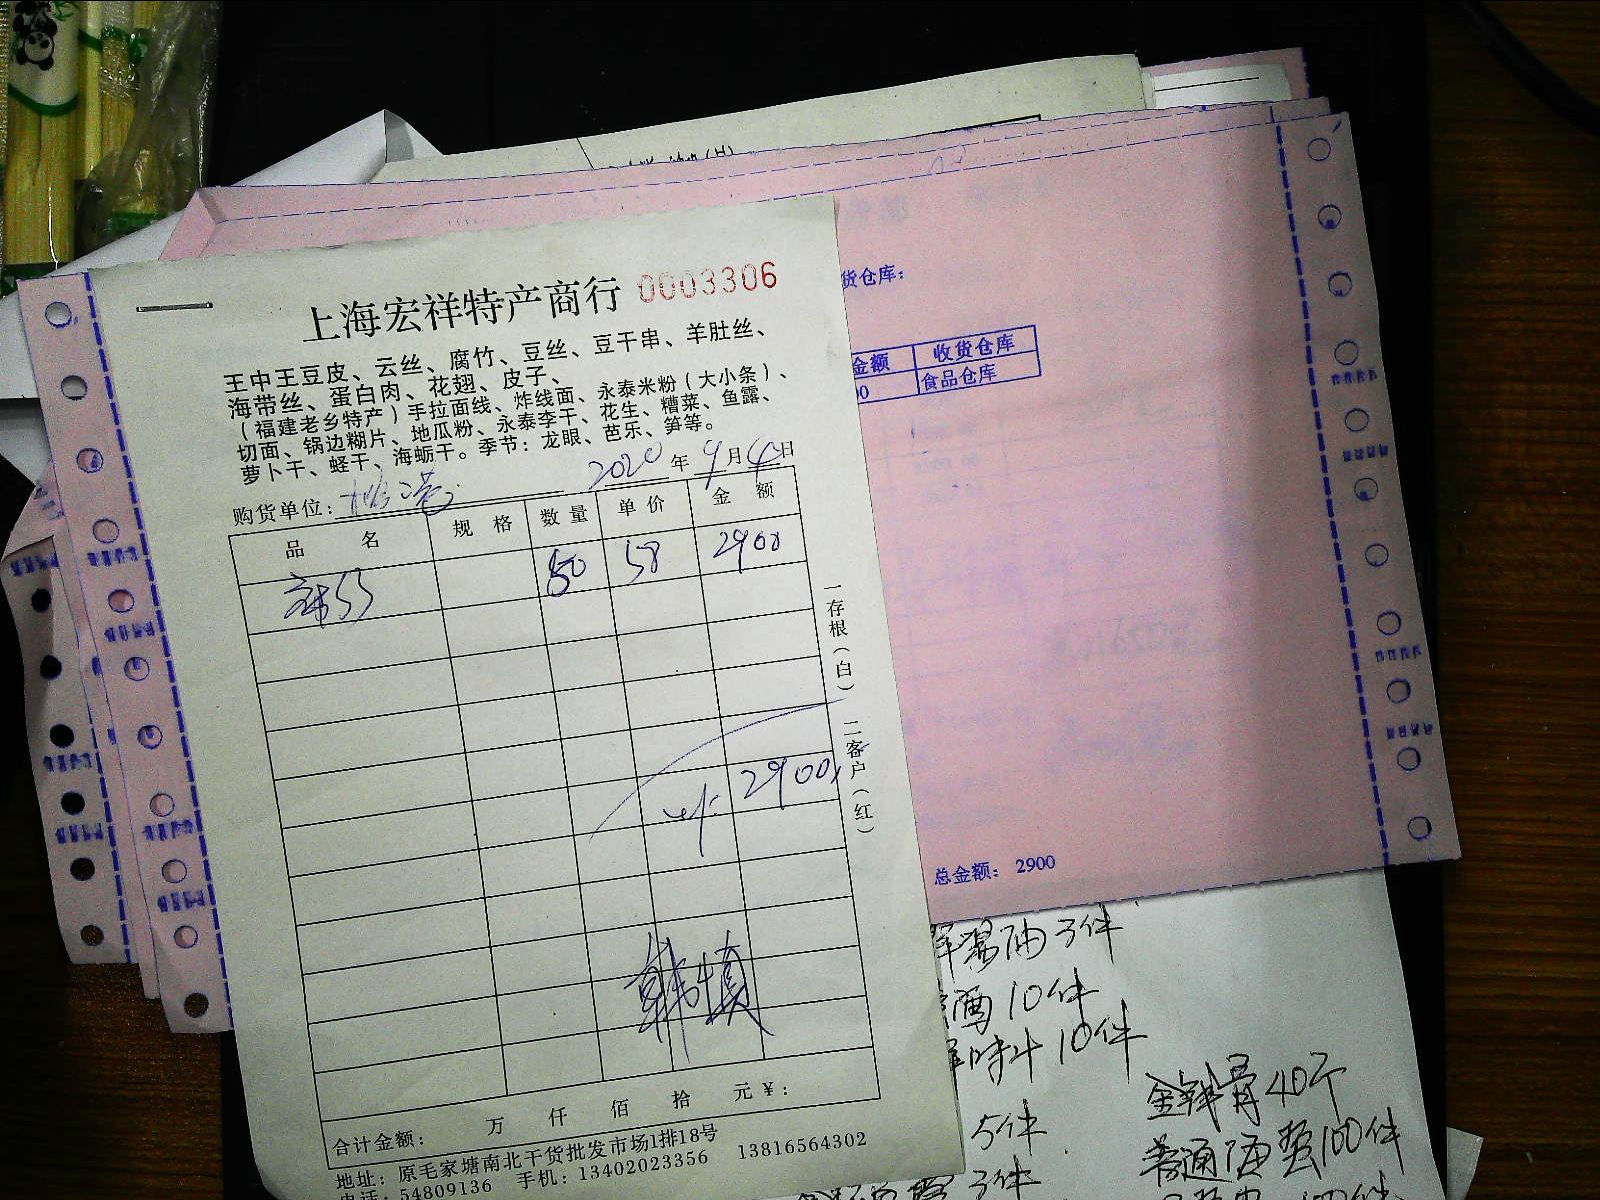 上海宏祥特产商行 0003306
王中王豆皮、云丝、腐竹、豆丝、豆干串、羊肚丝、
海带丝、蛋白肉、花翅、皮子、
（福建老乡特产）手拉面线、炸线面、永泰米粉（大小条）、
切面、锅边糊片、地瓜粉、永泰李干、花生、糟菜、鱼露、
萝卜干、蛏干、海蛎干。季节：龙眼、芭乐、笋等。
购货单位： 2020 年 9 月 4 日
品 名 规 格 数 量 单 价 金 额
50 58 2900
2900
一存根（白） 二客户（红）
韩慎
合计金额： 万 仟 佰 拾 元￥：
地址：原毛家塘南北干货批发市场1排18号
电话：54809136 手机：13402023356 13816564302
货仓库：
金额 收货仓库
00 食品仓库
总金额： 2900
3件
酒10件
10件
5件
3件
金钱骨40个
普通 100件